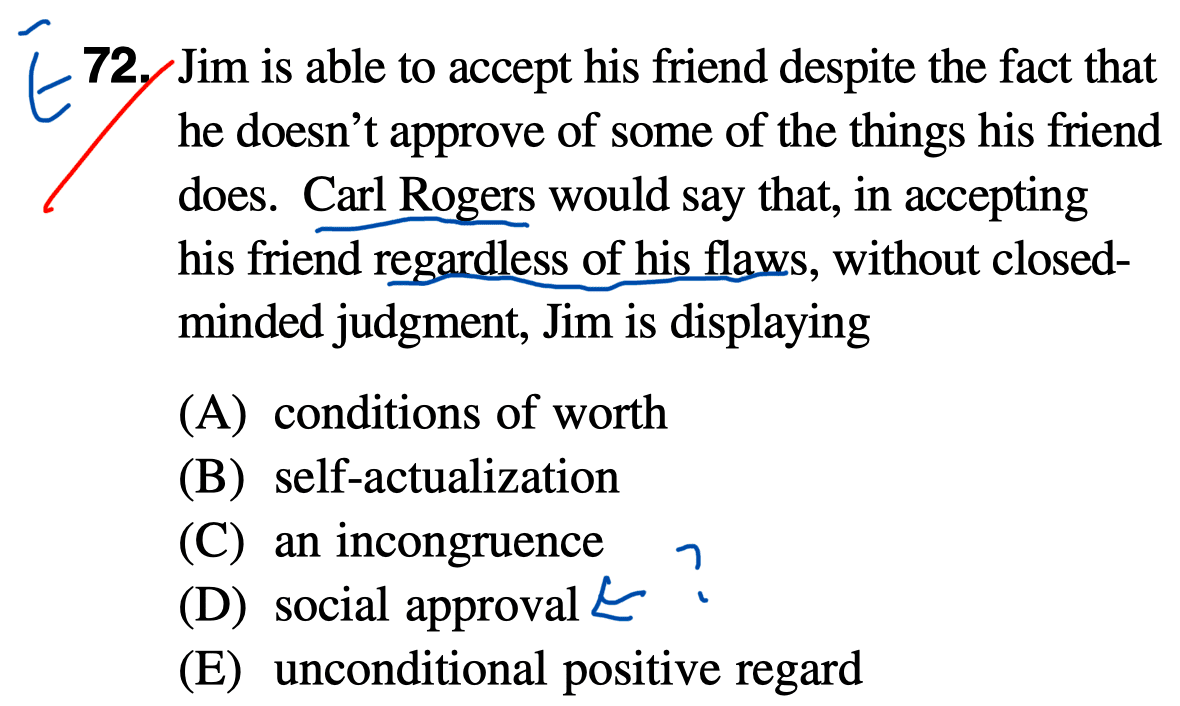 E 72. Jim is able to accept his friend despite the fact that
he doesn’t approve of some of the things his friend
does. Carl Rogers would say that, in accepting
his friend regardless of his flaws, without closed-
minded judgment, Jim is displaying
(A) conditions of worth
(B) self-actualization
(C) an incongruence
(D) social approval ← ?
(E) unconditional positive regard